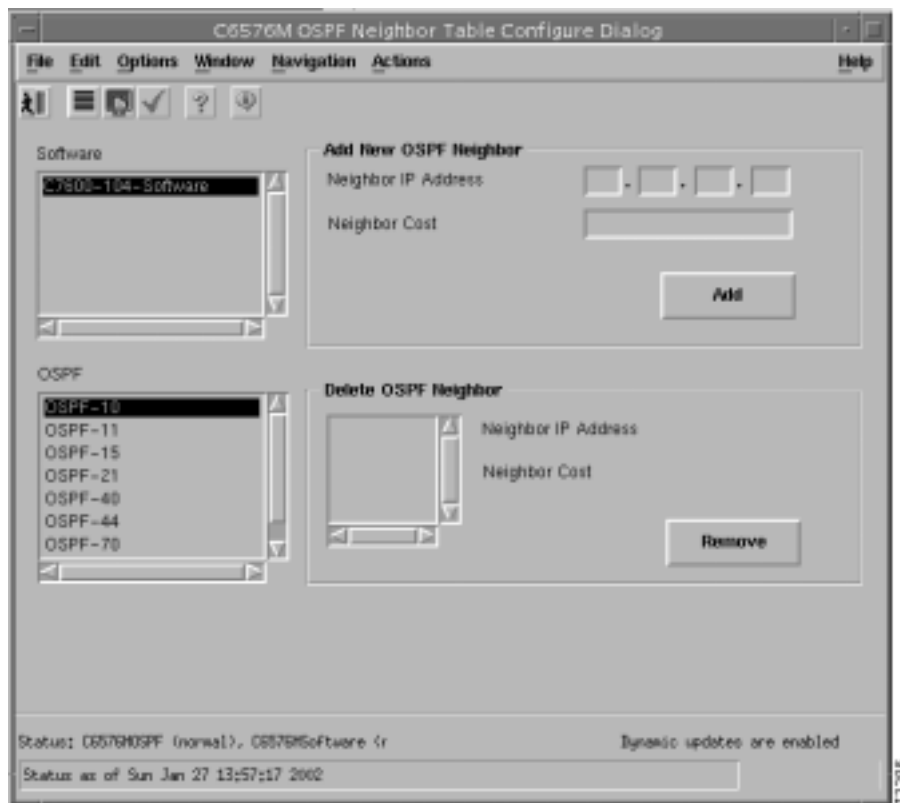 C6576M OSPF Neighbor Table Configure Dialog
File Edit Options Window Navigation Actions Help
Software
C7600-104-Software
Add New OSPF Neighbor
Neighbor IP Address
. . .
Neighbor Cost
Add
OSPF
OSPF-10
OSPF-11
OSPF-15
OSPF-21
OSPF-40
OSPF-44
OSPF-70
Delete OSPF Neighbor
Neighbor IP Address
Neighbor Cost
Remove
Status: C6576MOSPF (normal), C6576MSoftware (r
Dynamic updates are enabled
Status as of Sun Jan 27 13:57:17 2002